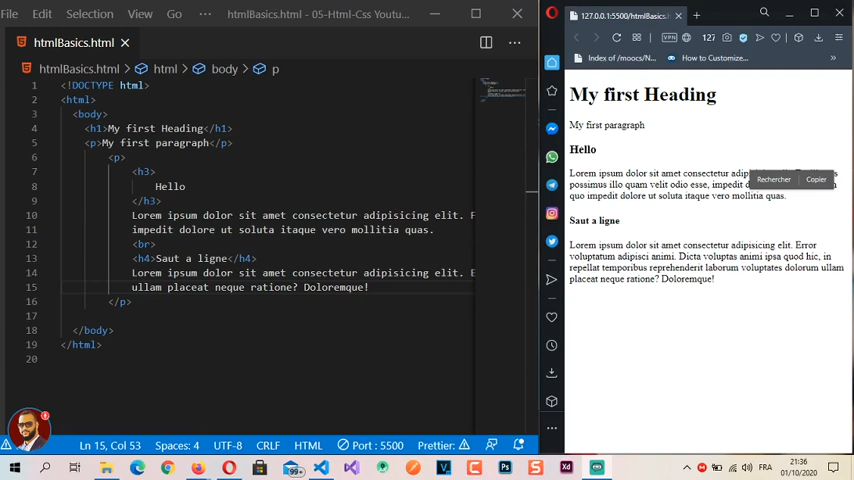 File Edit Selection View Go ··· htmlBasics.html - 05-Html-Css Youtu...
htmlBasics.html
htmlBasics.html > html > body > p
1 <!DOCTYPE html>
2 <html>
3 <body>
4 <h1>My first Heading</h1>
5 <p>My first paragraph</p>
6 <p>
7 <h3>
8 Hello
9 </h3>
10 Lorem ipsum dolor sit amet consectetur adipisicing elit. F
11 impedit dolore ut soluta itaque vero mollitia quas.
12 <br>
13 <h4>Saut a ligne</h4>
14 Lorem ipsum dolor sit amet consectetur adipisicing elit. E
15 ullam placeat neque ratione? Doloremque!
16 </p>
17
18 </body>
19 </html>
20
Ln 15, Col 53 Spaces: 4 UTF-8 CRLF HTML Port : 5500 Prettier:
127.0.0.1:5500/htmlBasics.
VPN 127
Index of /moocs/N... How to Customize... »
My first Heading
My first paragraph
Hello
Lorem ipsum dolor sit amet consectetur
possimus illo quam velit odio esse, impedit
quo impedit dolore ut soluta itaque vero mollitia quas.
Rechercher Copier
Saut a ligne
Lorem ipsum dolor sit amet consectetur adipisicing elit. Error
voluptatum adipisci animi. Dicta voluptas animi ipsa quod hic, in
repellat temporibus reprehenderit laborum voluptates dolorum ullam
placeat neque ratione? Doloremque!
99+
FRA
21:36
01/10/2020